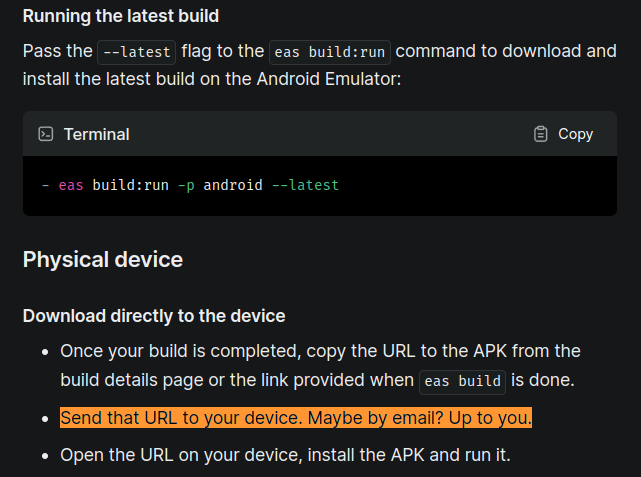 Running the latest build
Pass the --latest flag to the eas build:run command to download and
install the latest build on the Android Emulator:
Terminal
Copy
- eas build:run -p android --latest
Physical device
Download directly to the device
• Once your build is completed, copy the URL to the APK from the
build details page or the link provided when eas build is done.
• Send that URL to your device. Maybe by email? Up to you.
• Open the URL on your device, install the APK and run it.